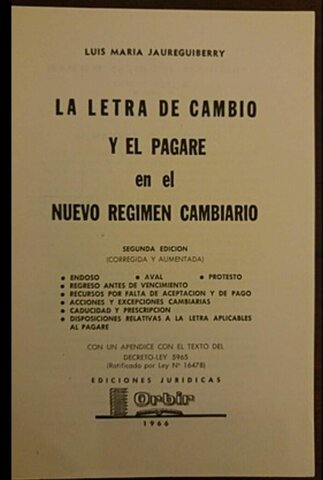 LUIS MARIA JAUREGUIBERRY
LA LETRA DE CAMBIO
Y EL PAGARE
en el
NUEVO REGIMEN CAMBIARIO
SEGUNDA EDICION
(CORREGIDA Y AUMENTADA)
• ENDOSO • AVAL • PROTESTO
• REGRESO ANTES DE VENCIMIENTO
• RECURSOS POR FALTA DE ACEPTACION Y DE PAGO
• ACCIONES Y EXCEPCIONES CAMBIARIAS
• CADUCIDAD Y PRESCRIPCION
• DISPOSICIONES RELATIVAS A LA LETRA APLICABLES
AL PAGARE
CON UN APENDICE CON EL TEXTO DEL
DECRETO-LEY 5965
(Ratificado por Ley Nº 16478)
EDICIONES JURIDICAS
Orbir
1966